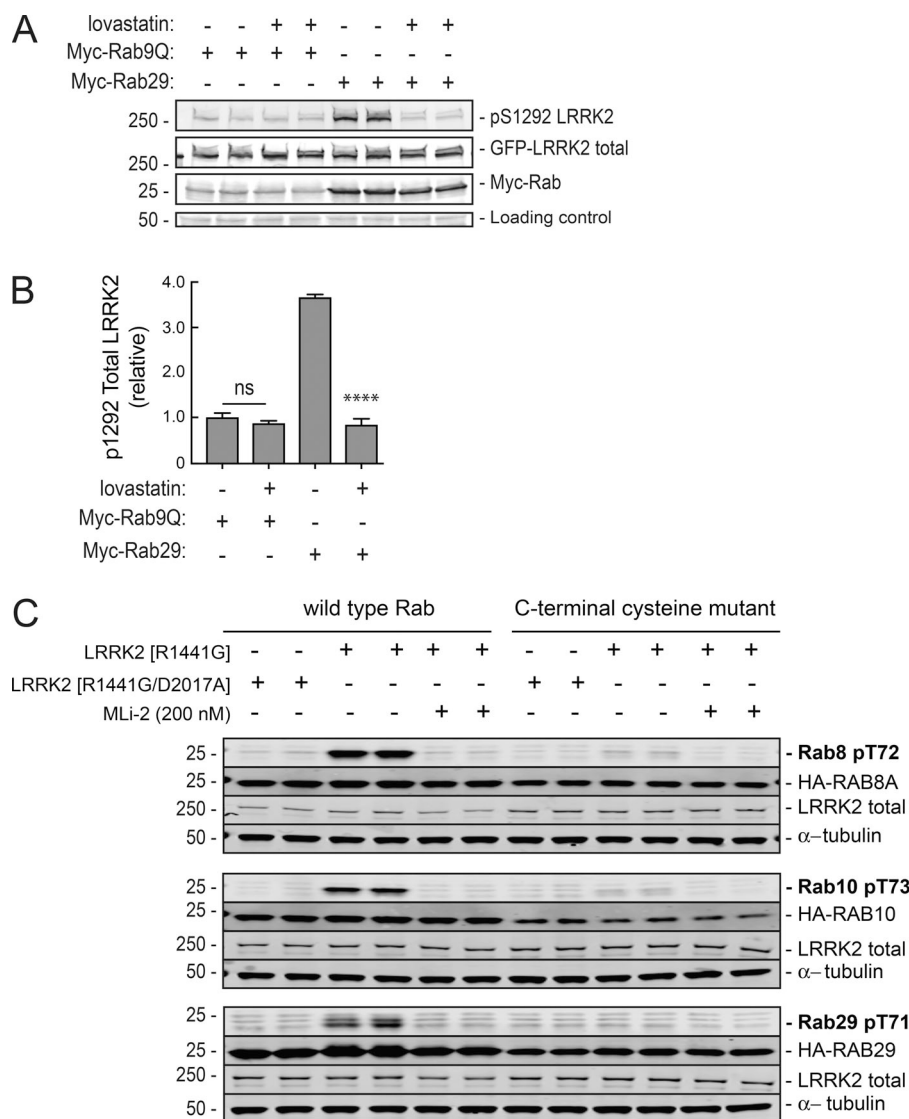 A
lovastatin: - - + + - - + +
Myc-Rab9Q: + + + + - - - -
Myc-Rab29: - - - - + + + +
250 - - pS1292 LRRK2
250 - - GFP-LRRK2 total
25 - - Myc-Rab
50 - - Loading control
B
p1292 Total LRRK2
(relative)
4.0
3.0
2.0
1.0
0
ns
****
lovastatin: - + - +
Myc-Rab9Q: + + - -
Myc-Rab29: - - + +
C
wild type Rab C-terminal cysteine mutant
LRRK2 [R1441G] - - + + + + - - + + + +
LRRK2 [R1441G/D2017A] + + - - - - + + - - - -
MLi-2 (200 nM) - - - - + + - - - - + +
25 - - Rab8 pT72
25 - - HA-RAB8A
250 - - LRRK2 total
50 - - α–tubulin
25 - - Rab10 pT73
25 - - HA-RAB10
250 - - LRRK2 total
50 - - α–tubulin
25 - - Rab29 pT71
25 - - HA-RAB29
250 - - LRRK2 total
50 - - α–tubulin